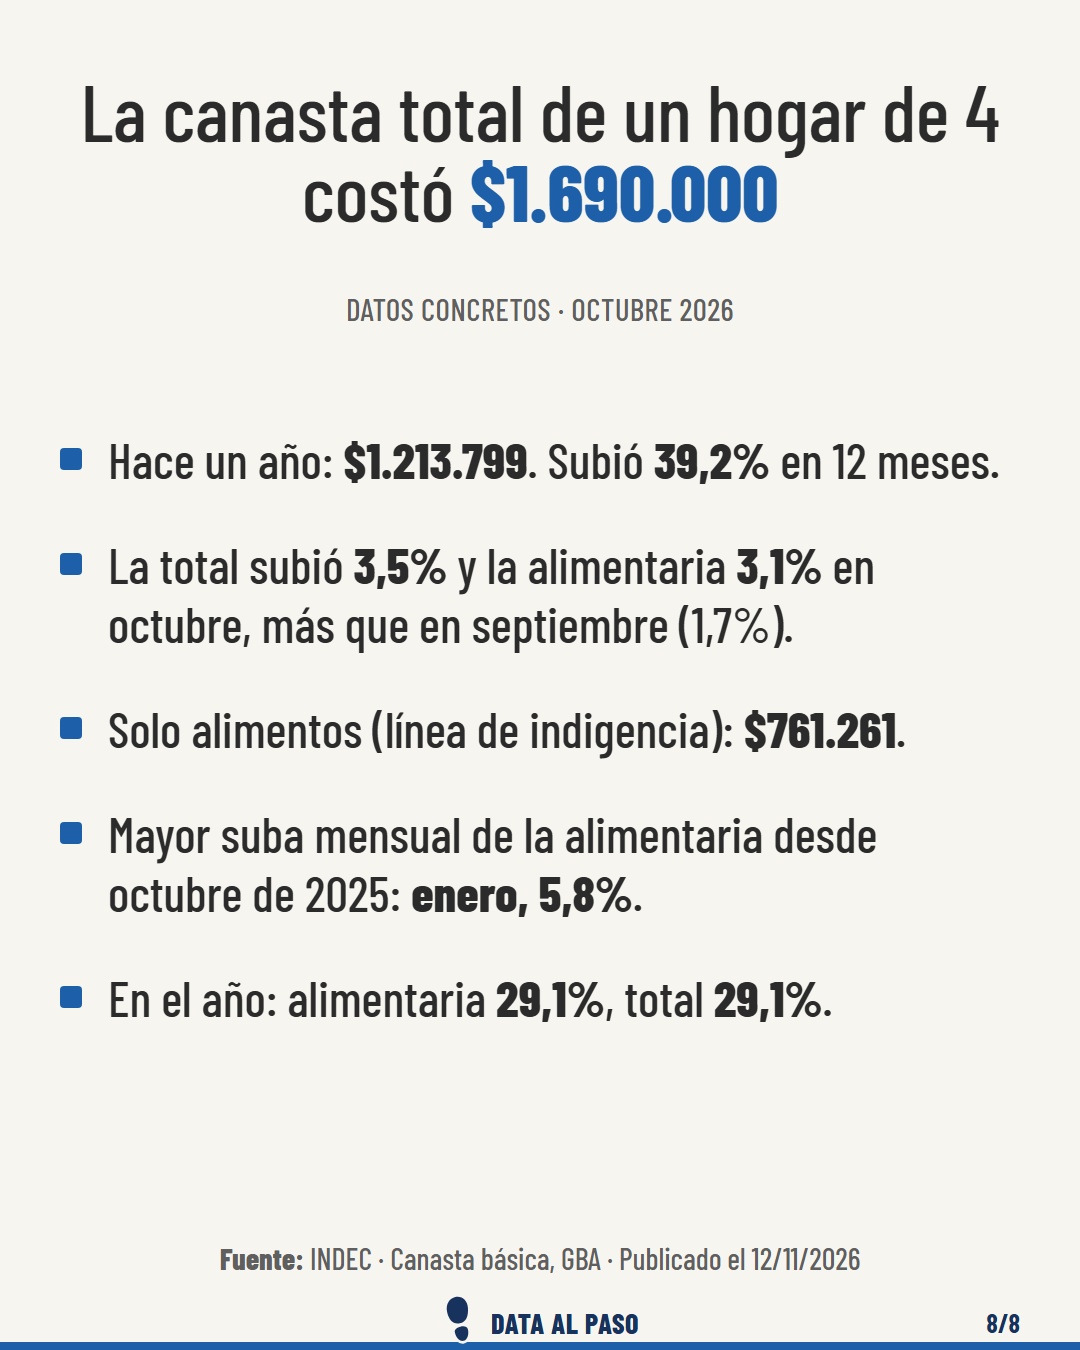 La canasta total de un hogar de 4
costó $1.690.000
DATOS CONCRETOS · OCTUBRE 2026
Hace un año: $1.213.799. Subió 39,2% en 12 meses.
La total subió 3,5% y la alimentaria 3,1% en
octubre, más que en septiembre (1,7%).
Solo alimentos (línea de indigencia): $761.261.
Mayor suba mensual de la alimentaria desde
octubre de 2025: enero, 5,8%.
En el año: alimentaria 29,1%, total 29,1%.
Fuente: INDEC · Canasta básica, GBA · Publicado el 12/11/2026
DATA AL PASO
8/8